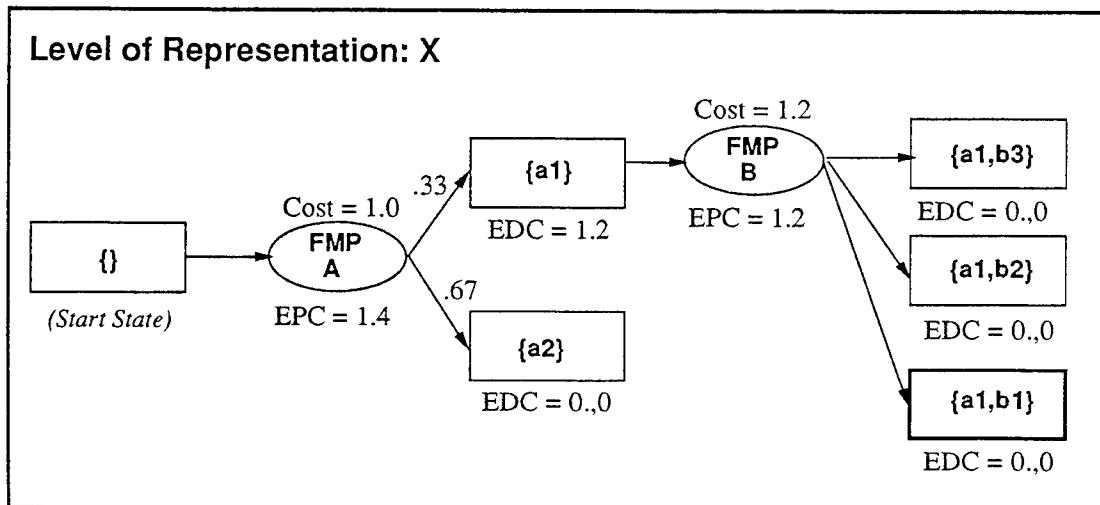 Level of Representation: X
{}
(Start State)
Cost = 1.0
FMP
A
EPC = 1.4
.33
.67
{a1}
EDC = 1.2
{a2}
EDC = 0.,0
Cost = 1.2
FMP
B
EPC = 1.2
{a1,b3}
EDC = 0.,0
{a1,b2}
EDC = 0.,0
{a1,b1}
EDC = 0.,0